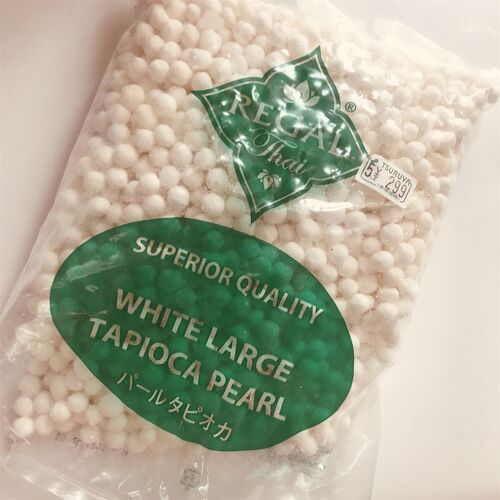 REGAL
Thai
®
TSURUYA
299
SUPERIOR QUALITY
WHITE LARGE
TAPIOCA PEARL
パールタピオカ